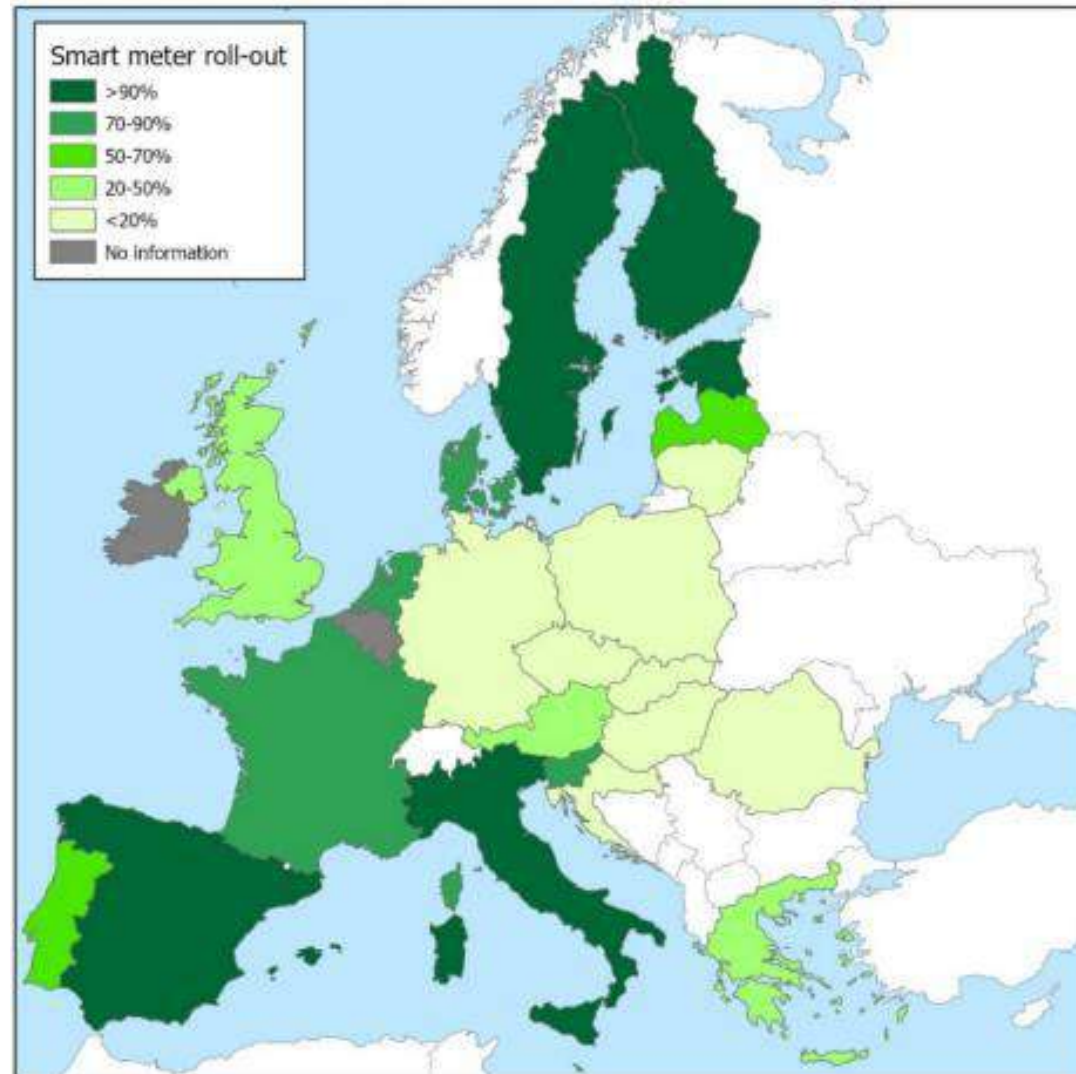 Smart meter roll-out
>90%
70-90%
50-70%
20-50%
<20%
No information